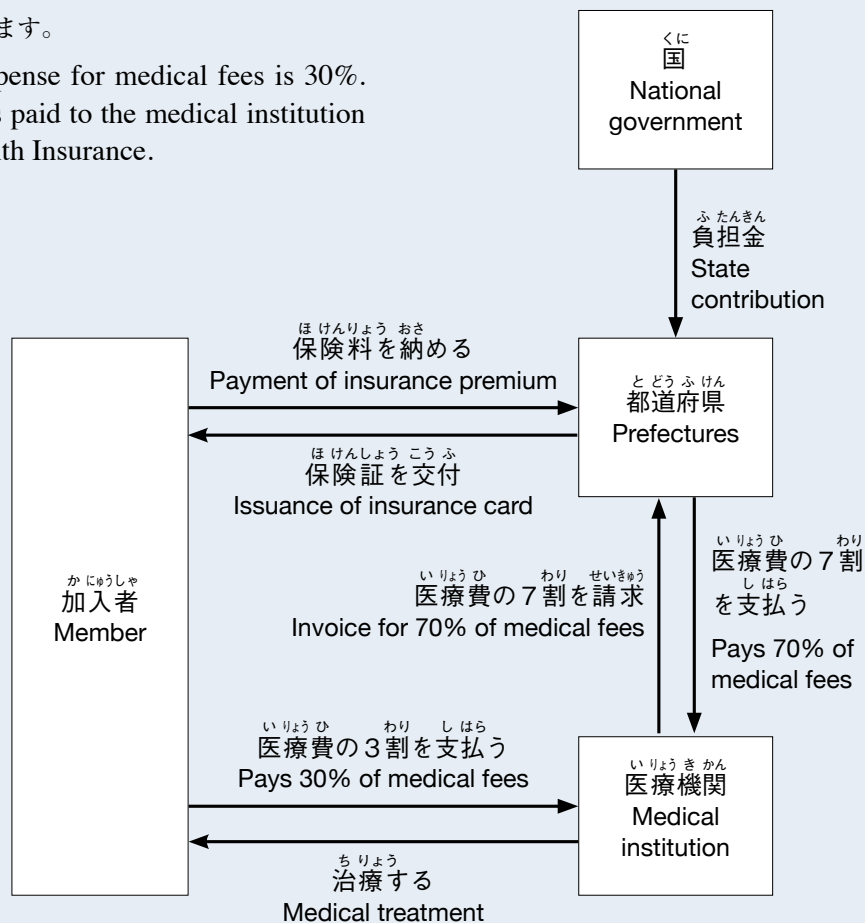 ます。
pense for medical fees is 30%.
s paid to the medical institution
th Insurance.
くに
国
National
government
ふたんきん
負担金
State
contribution
ほけんりょう おさ
保険料を納める
Payment of insurance premium
とどうふけん
都道府県
Prefectures
ほけんしょう こうふ
保険証を交付
Issuance of insurance card
かにゅうしゃ
加入者
Member
いりょうひ わり せいきゅう
医療費の7割を請求
Invoice for 70% of medical fees
いりょうひ わり
医療費の7割
しはら
を支払う
Pays 70% of
medical fees
いりょうひ わり しはら
医療費の3割を支払う
Pays 30% of medical fees
いりょうきかん
医療機関
Medical
institution
ちりょう
治療する
Medical treatment